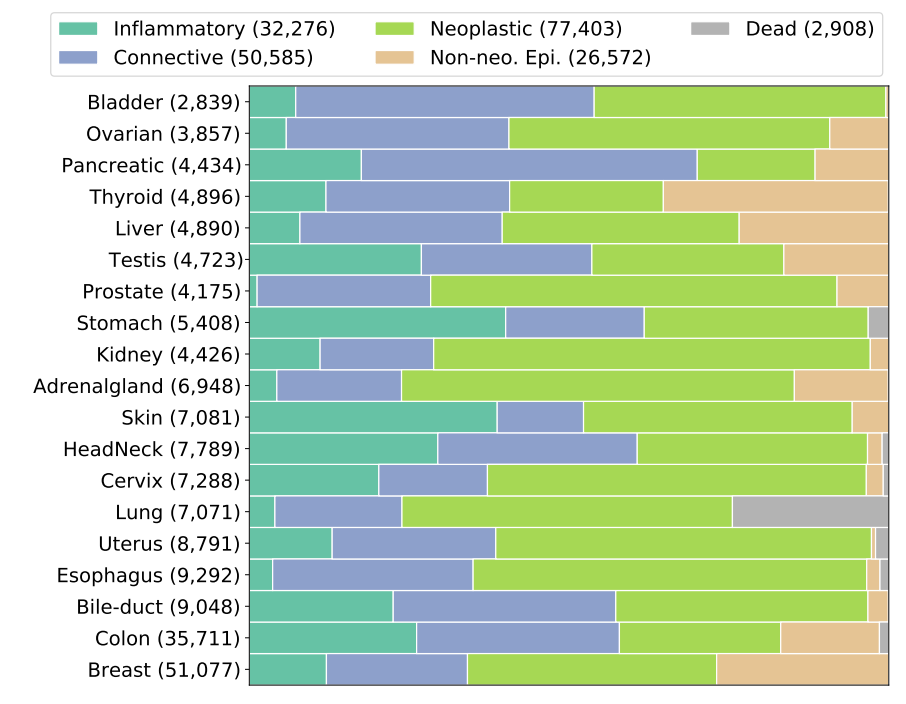 Inflammatory (32,276) Neoplastic (77,403) Dead (2,908)
Connective (50,585) Non-neo. Epi. (26,572)
Bladder (2,839)
Ovarian (3,857)
Pancreatic (4,434)
Thyroid (4,896)
Liver (4,890)
Testis (4,723)
Prostate (4,175)
Stomach (5,408)
Kidney (4,426)
Adrenalgland (6,948)
Skin (7,081)
HeadNeck (7,789)
Cervix (7,288)
Lung (7,071)
Uterus (8,791)
Esophagus (9,292)
Bile-duct (9,048)
Colon (35,711)
Breast (51,077)